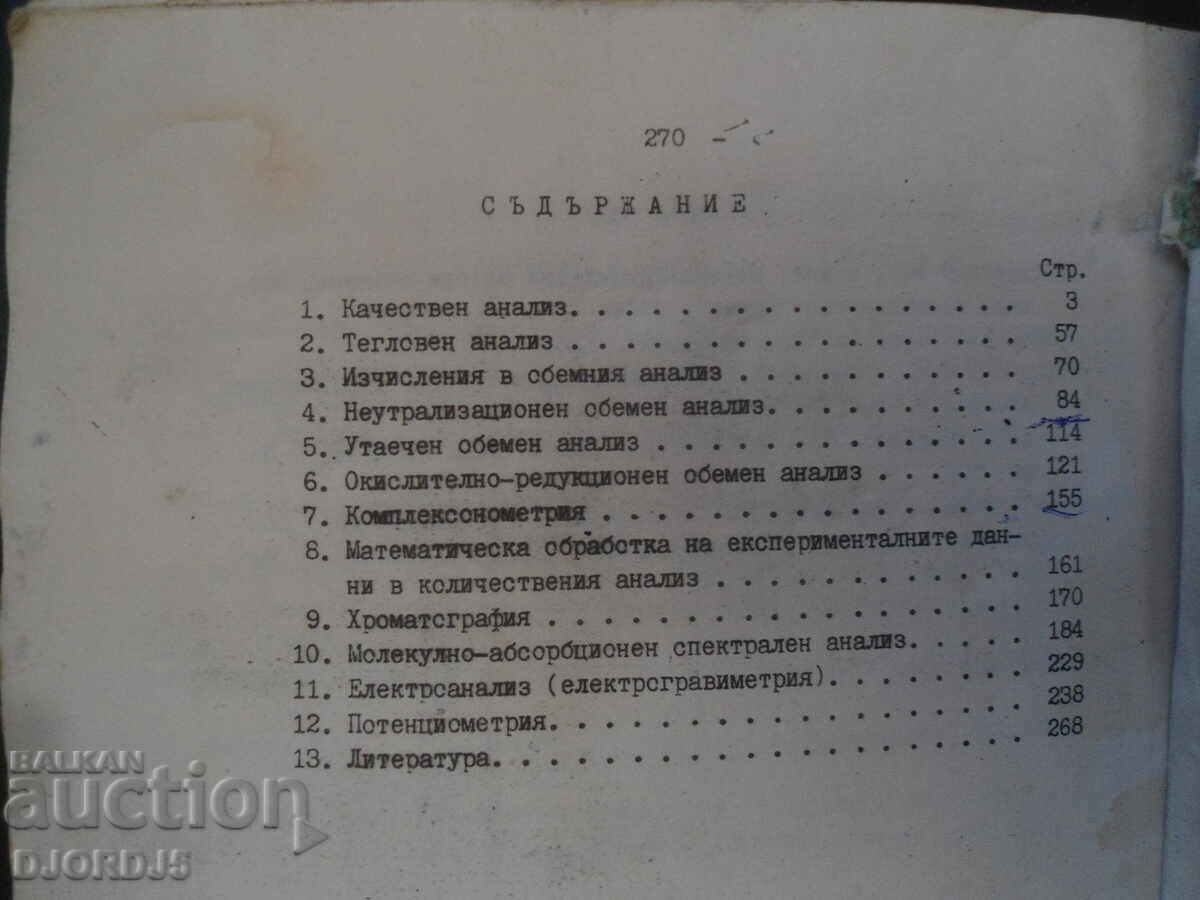 270 -
СЪДЪРЖАНИЕ
Стр.
1. Качествен анализ. . . . . . . . . . . . . . . . . 3
2. Тегловен анализ . . . . . . . . . . . . . . . . . 57
3. Изчисления в обемния анализ . . . . . . . . . . . 70
4. Неутрализационен обемен анализ. . . . . . . . . . 84
5. Утаечен обемен анализ . . . . . . . . . . . . . . 114
6. Окислително-редукционен обемен анализ . . . . . . 121
7. Комплексонометрия . . . . . . . . . . . . . . . . 155
8. Математическа обработка на експерименталните дан-
ни в количествения анализ . . . . . . . . . . . . 161
9. Хроматография . . . . . . . . . . . . . . . . . . 170
10. Молекулно-абсорбционен спектрален анализ. . . . . 184
11. Електроанализ (електрогравиметрия). . . . . . . . 229
12. Потенциометрия. . . . . . . . . . . . . . . . . . 238
13. Литература. . . . . . . . . . . . . . . . . . . . 268
BALKAN
auction
DJORDJ5